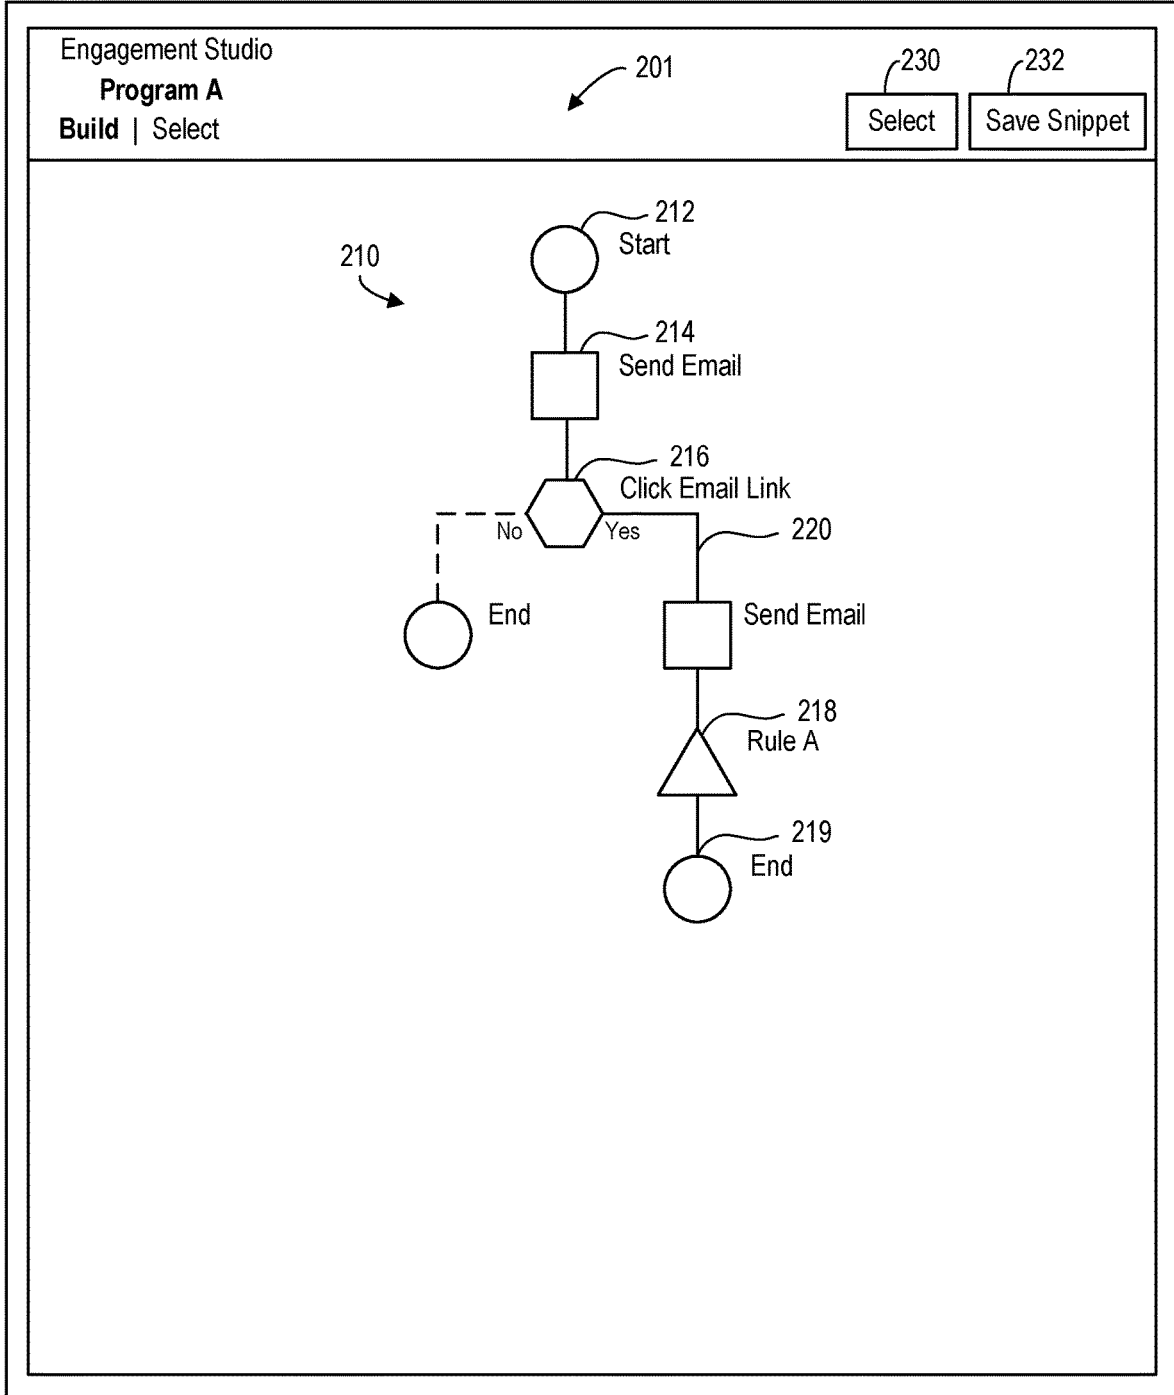 Engagement Studio
Program A
Build | Select
201
230
232
Select
Save Snippet
212
Start
210
214
Send Email
216
Click Email Link
No
Yes
220
End
Send Email
218
Rule A
219
End